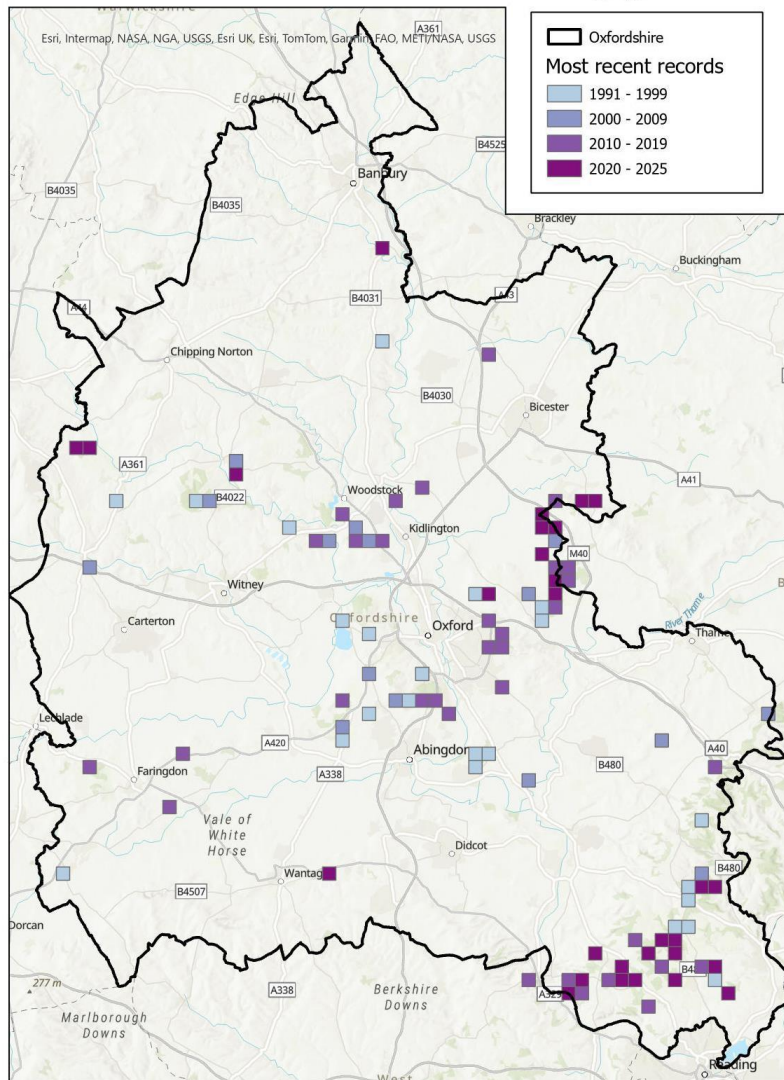 Warwickshire
A361
Esri, Intermap, NASA, NGA, USGS, Esri UK, Esri, TomTom, Garmin, FAO, METI/NASA, USGS
Oxfordshire
Most recent records
1991 - 1999
2000 - 2009
2010 - 2019
2020 - 2025
Edge Hill
B4525
Banbury
B4035
B4035
Brackley
Buckingham
A44
B4031
A43
Chipping Norton
B4030
Bicester
A361
A41
B4022
Woodstock
Kidlington
M40
Witney
River Thame
Oxfordshire
Carterton
Oxford
Thame
Lechlade
A420
A40
Abingdon
B480
Faringdon
A338
Vale of
White
Horse
Didcot
B480
Wantag
B4507
Dorcan
277 m
A338
Berkshire
Downs
A329
Marlborough
Downs
Reading
West